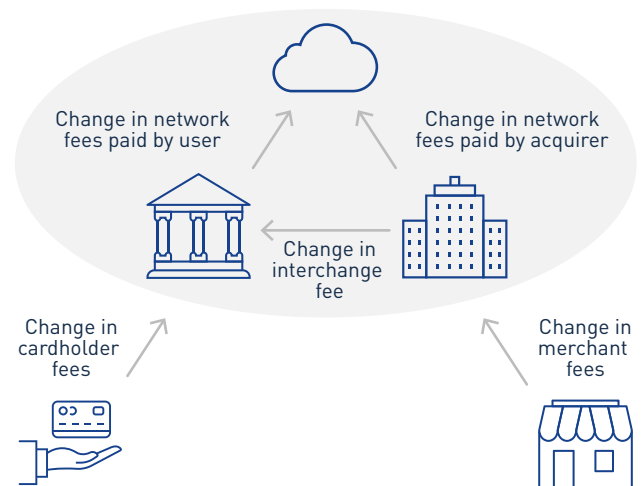 Change in network
fees paid by user
Change in network
fees paid by acquirer
Change in
interchange
fee
Change in
cardholder
fees
Change in
merchant
fees